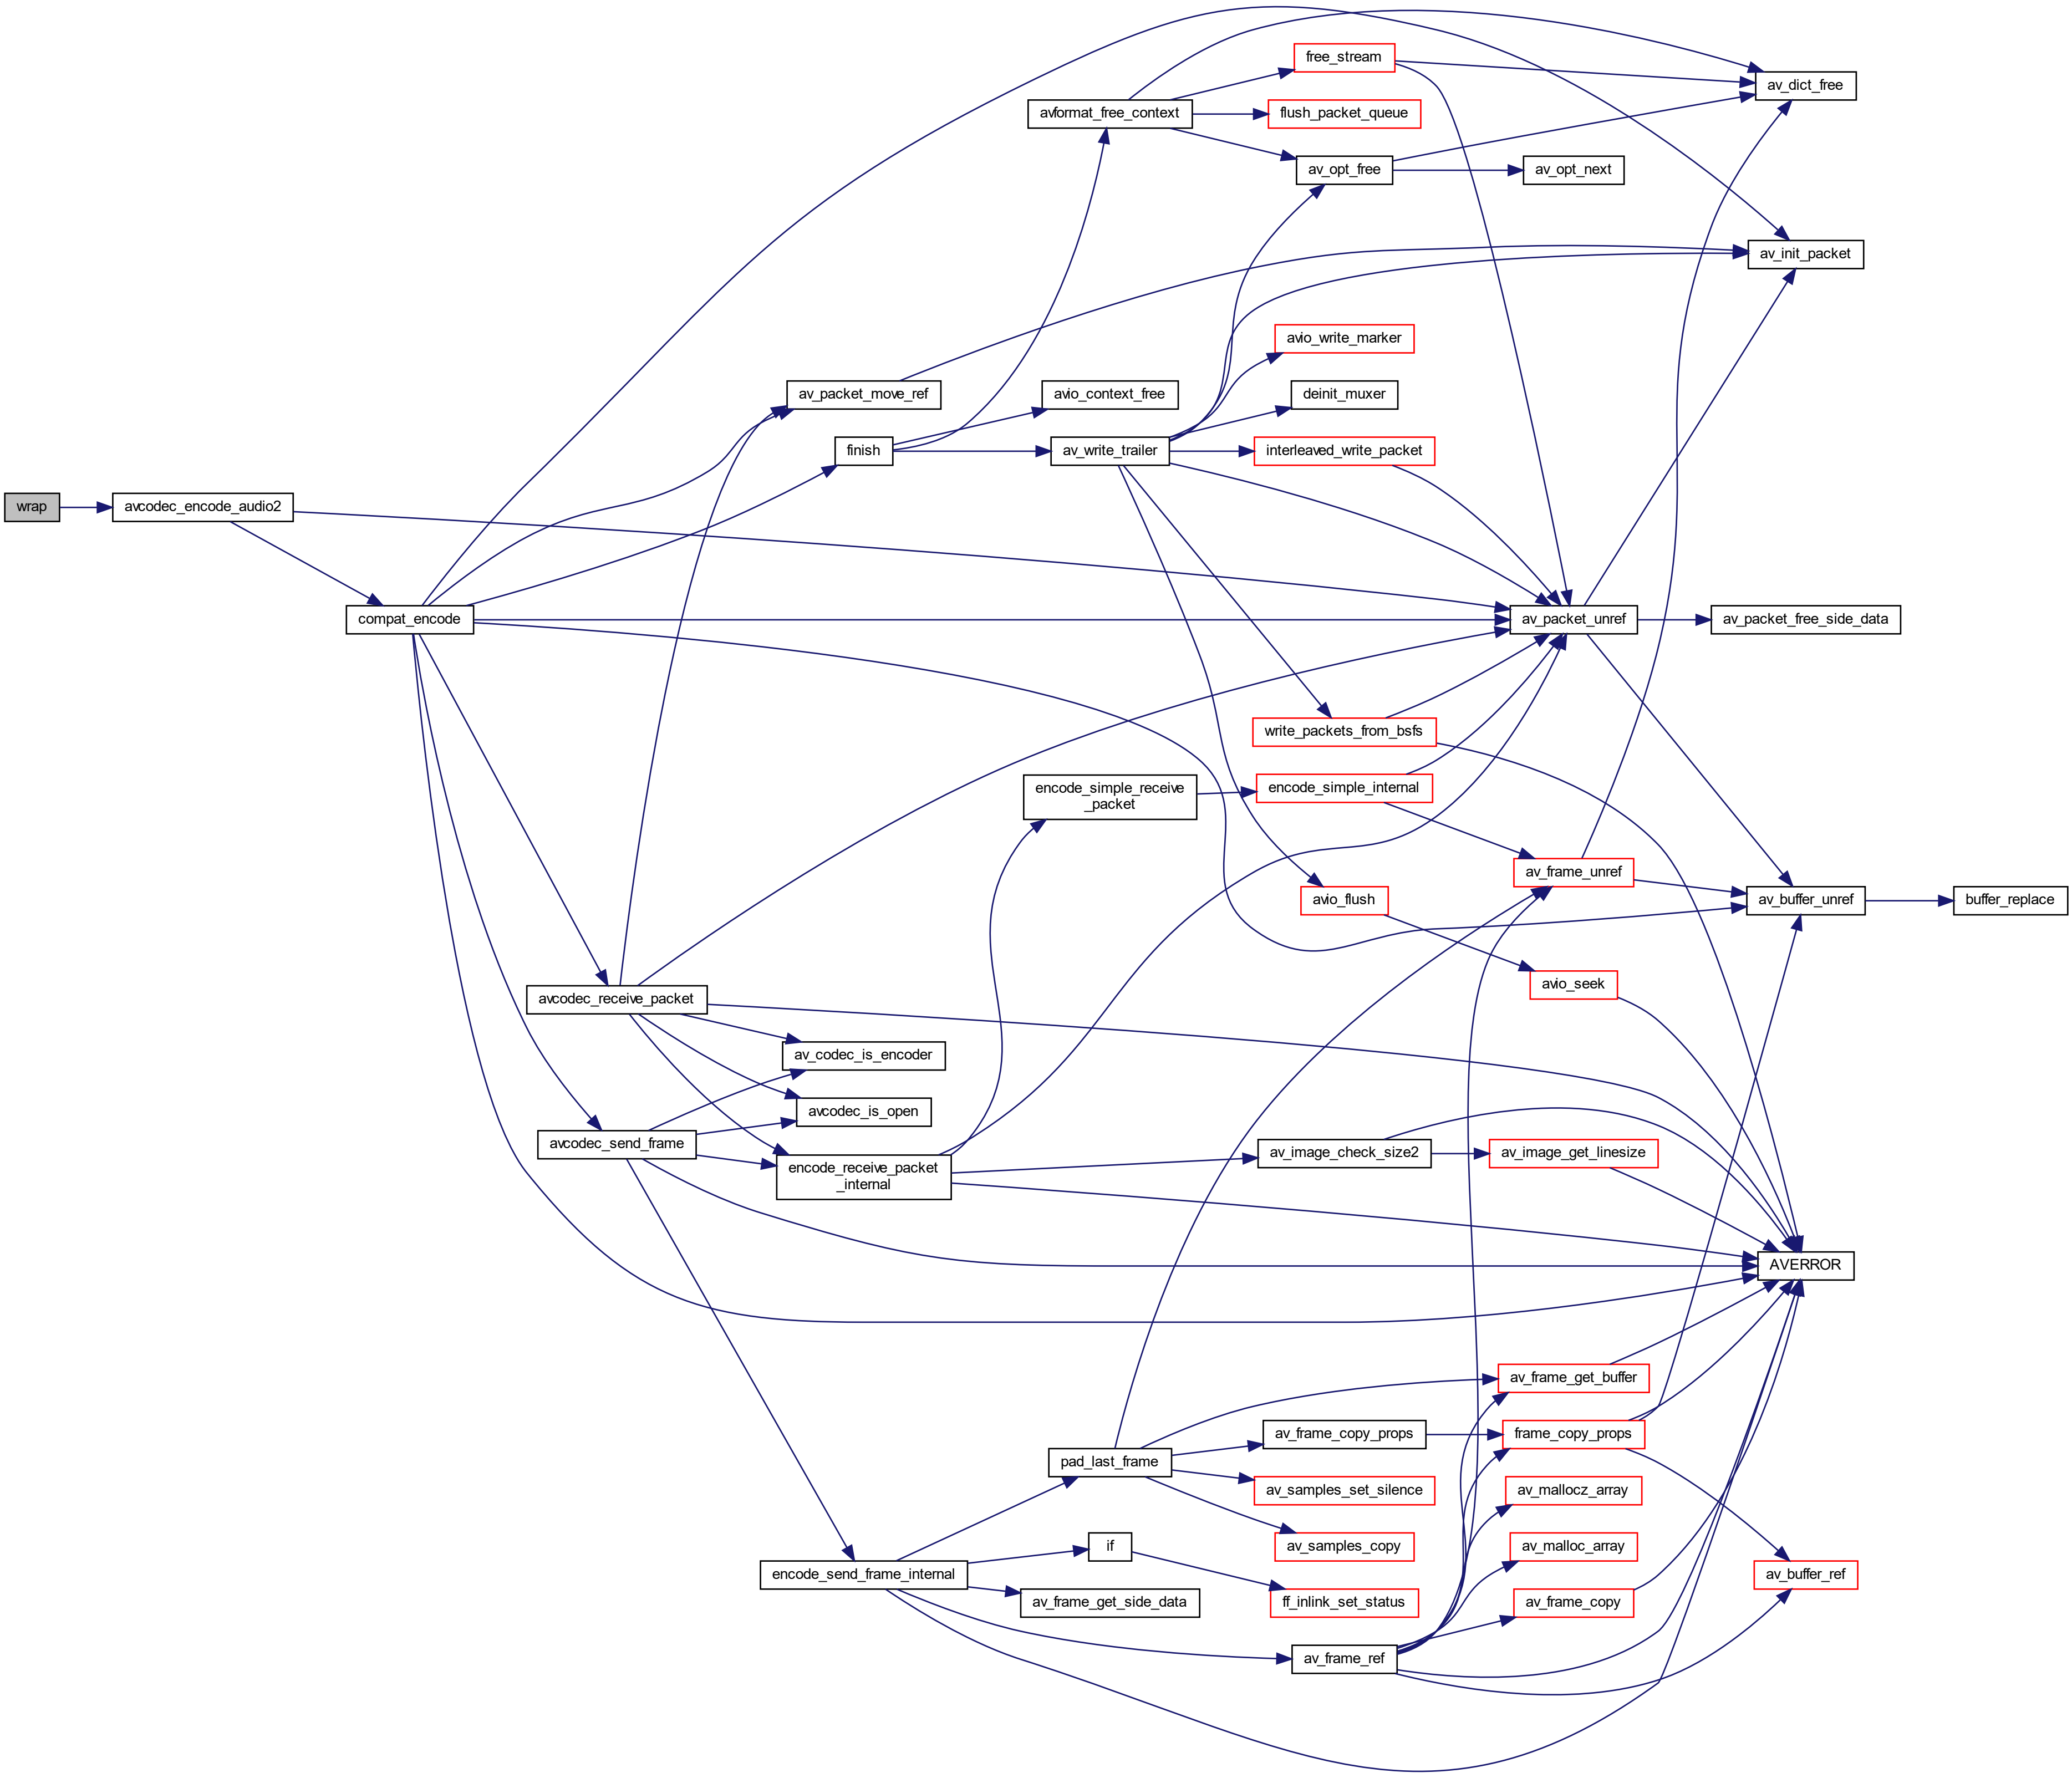 wrap
avcodec_encode_audio2
compat_encode
av_packet_move_ref
finish
avcodec_receive_packet
avcodec_send_frame
av_codec_is_encoder
avcodec_is_open
encode_receive_packet
_internal
encode_send_frame_internal
avformat_free_context
avio_context_free
av_write_trailer
encode_simple_receive
_packet
pad_last_frame
if
av_frame_get_side_data
free_stream
flush_packet_queue
av_opt_free
avio_write_marker
deinit_muxer
interleaved_write_packet
write_packets_from_bsfs
encode_simple_internal
avio_flush
av_image_check_size2
av_frame_copy_props
av_samples_set_silence
av_samples_copy
ff_inlink_set_status
av_frame_ref
av_opt_next
av_packet_unref
av_frame_unref
avio_seek
av_image_get_linesize
av_frame_get_buffer
frame_copy_props
av_mallocz_array
av_malloc_array
av_frame_copy
av_dict_free
av_init_packet
av_packet_free_side_data
av_buffer_unref
AVERROR
av_buffer_ref
buffer_replace